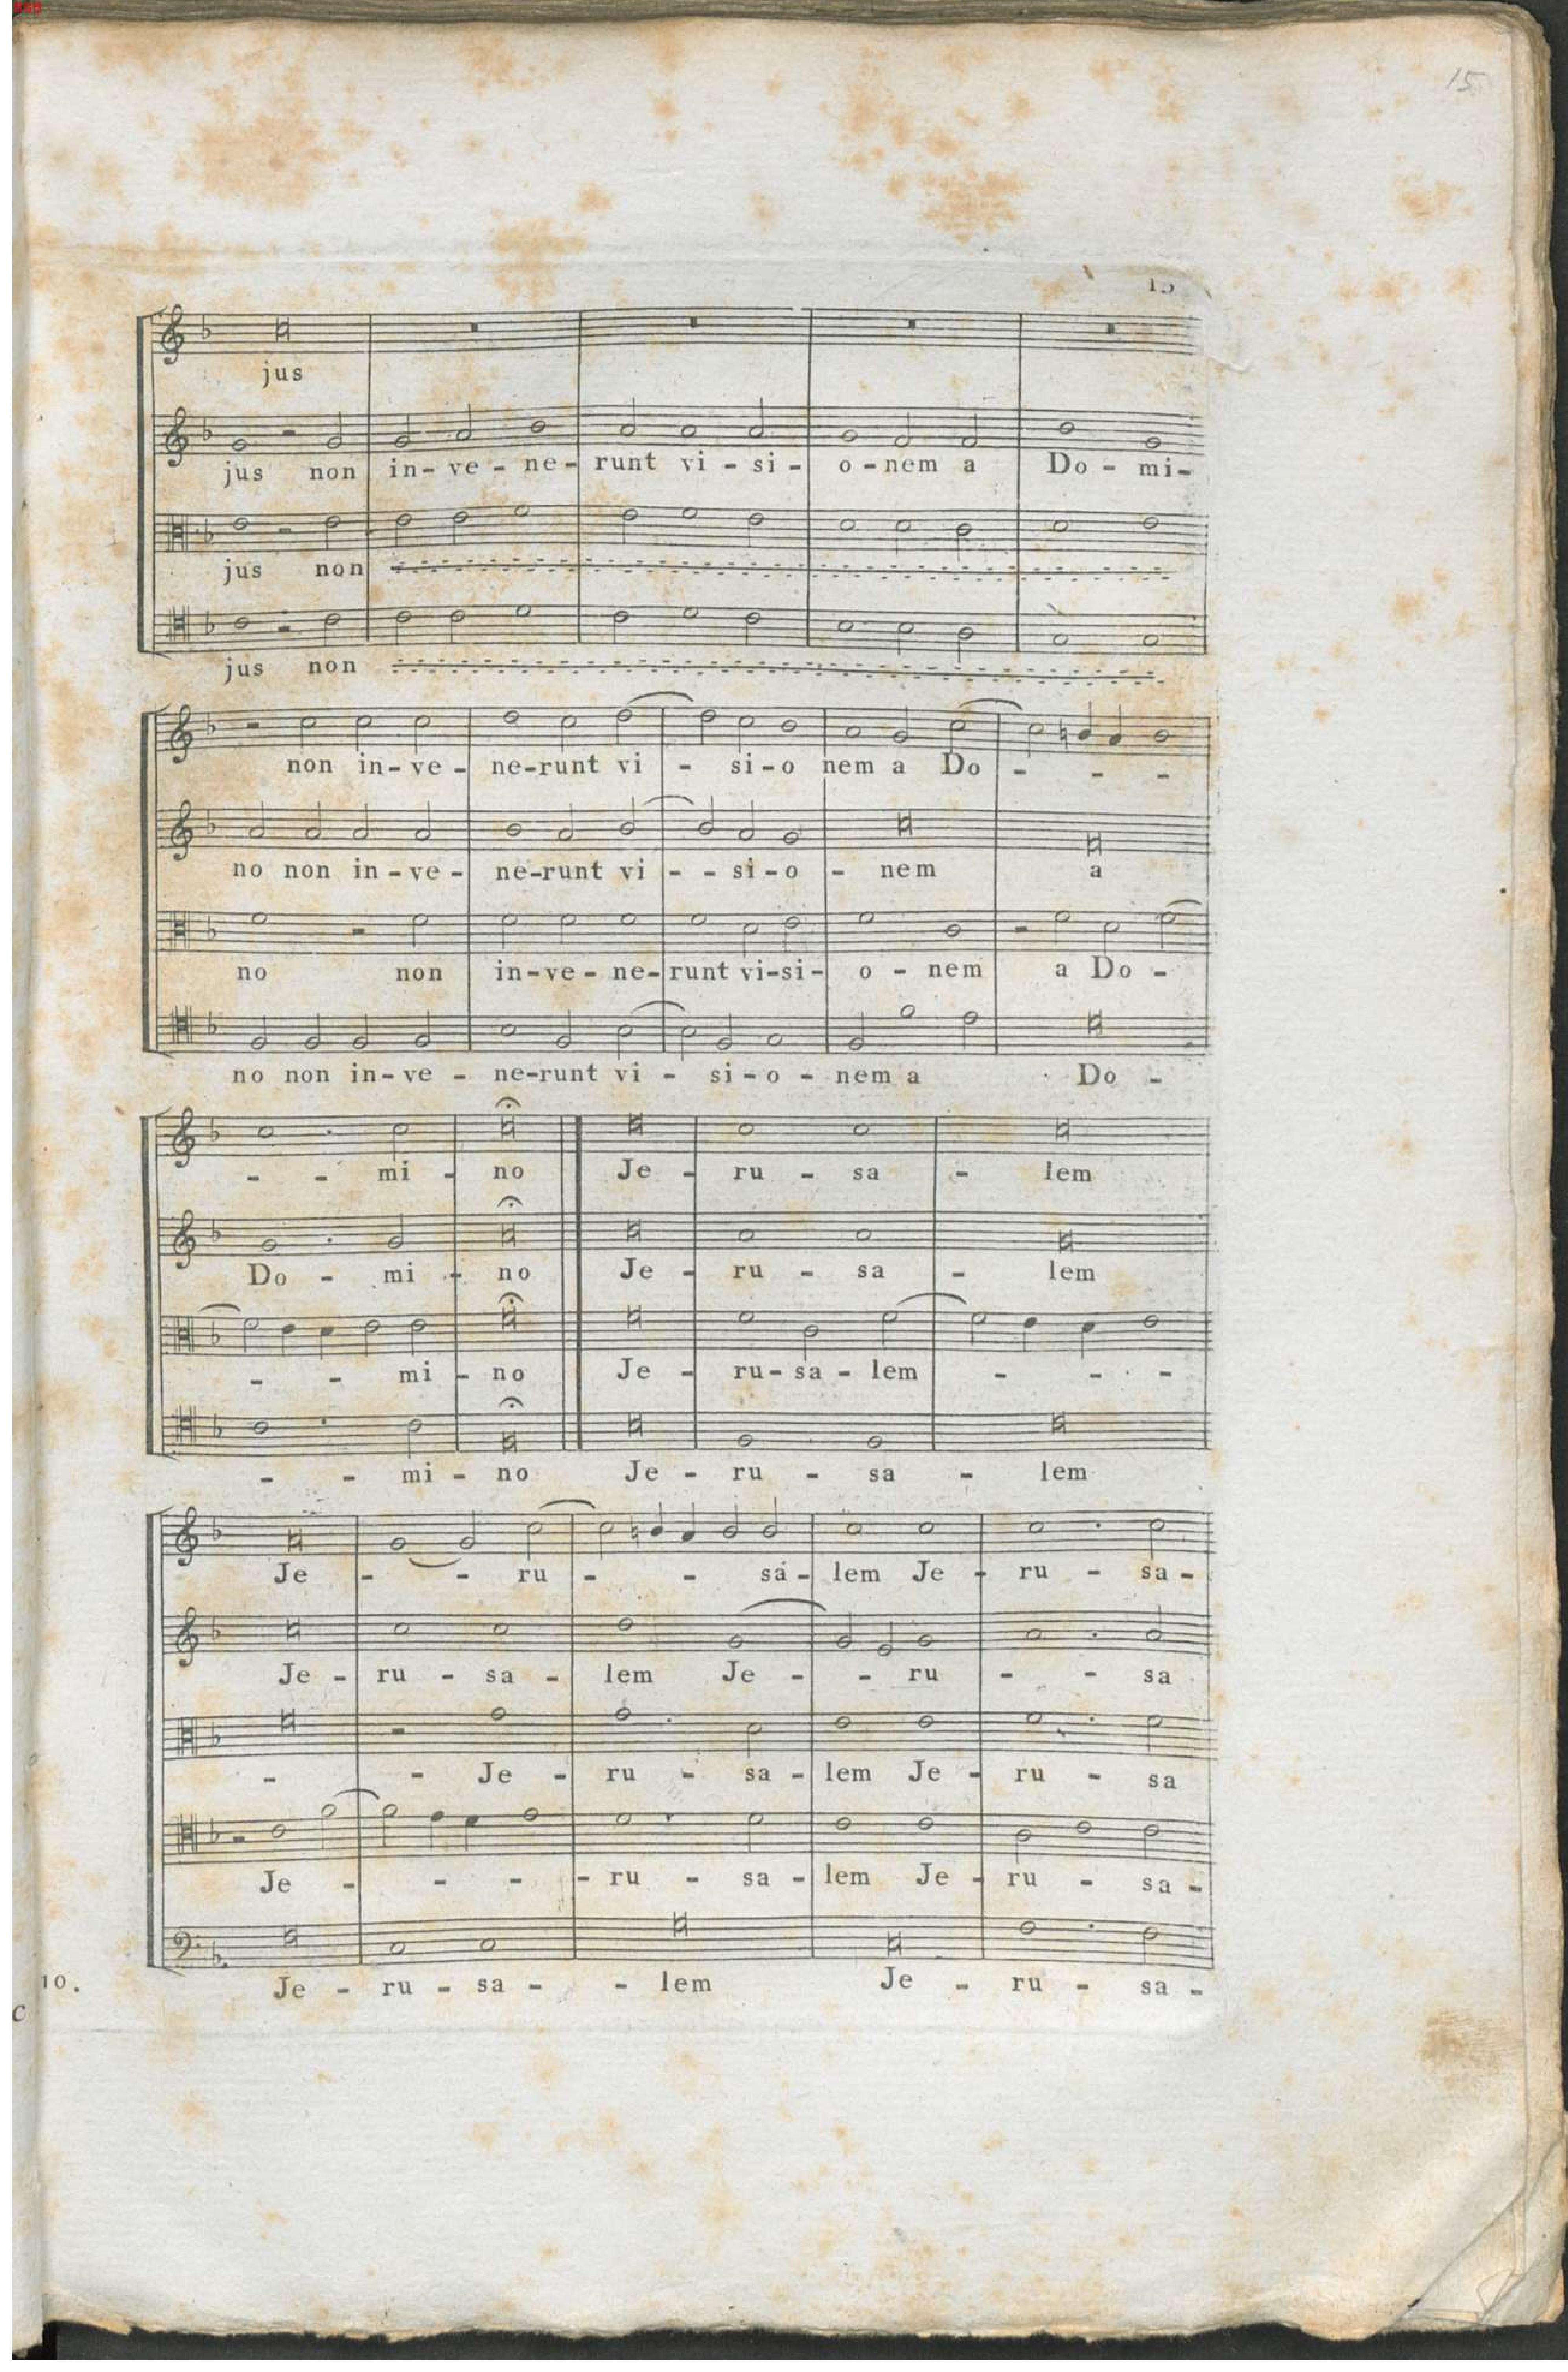 15
jus
jus non in - ve - ne - runt vi - si - o - nem a Do - mi -
jus non
jus non
non in - ve - ne - runt vi - si - o nem a Do - - -
no non in - ve - ne - runt vi - - si - o - nem a
no non in - ve - ne - runt vi - si - o - nem a Do -
no non in - ve - ne - runt vi - si - o - nem a Do -
- - mi - no Je - ru - sa - lem
Do - mi - no Je - ru - sa - lem
- - mi - no Je - ru - sa - lem - - -
- - mi - no Je - ru - sa - lem
Je - - ru - - sá - lem Je - ru - sa -
Je - ru - sa - lem Je - - ru - - sa
- - Je - ru - sa - lem Je - ru - sa
Je - - - - ru - sa - lem Je - ru - sa -
Je - ru - sa - - lem Je - ru - sa -
10.
C